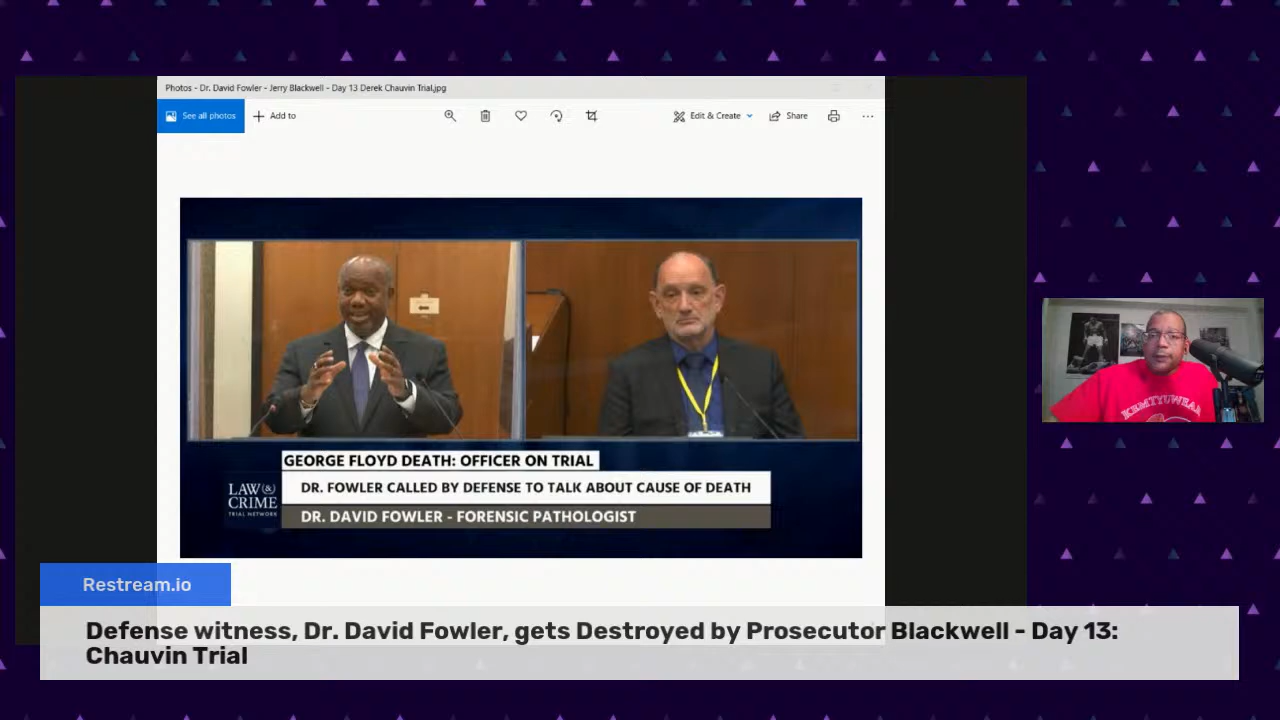 Photos - Dr. David Fowler - Jerry Blackwell - Day 13 Derek Chauvin Trial.jpg
See all photos
Add to
Edit & Create
Share
GEORGE FLOYD DEATH: OFFICER ON TRIAL
LAW &
CRIME
TRIAL NETWORK
DR. FOWLER CALLED BY DEFENSE TO TALK ABOUT CAUSE OF DEATH
DR. DAVID FOWLER - FORENSIC PATHOLOGIST
KEMTYUWEAR
Restream.io
Defense witness, Dr. David Fowler, gets Destroyed by Prosecutor Blackwell - Day 13:
Chauvin Trial